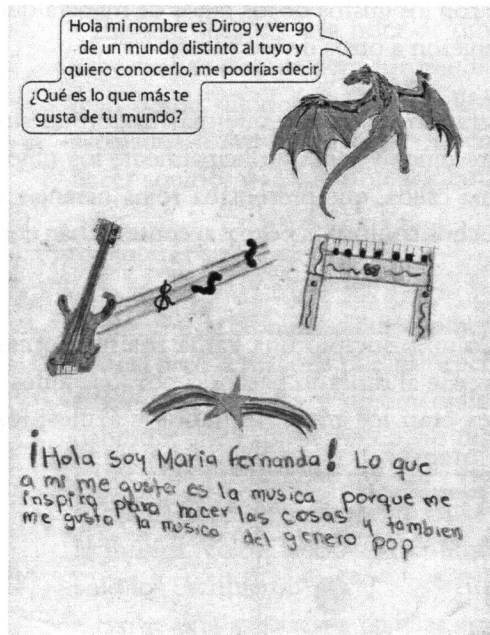 Hola mi nombre es Dirog y vengo
de un mundo distinto al tuyo y
quiero conocerlo, me podrías decir
¿Qué es lo que más te
gusta de tu mundo?
¡Hola soy Maria fernanda! Lo que
a mi me gusta es la musica porque me
inspira para hacer las cosas y tambien
me gusta la musica del genero pop